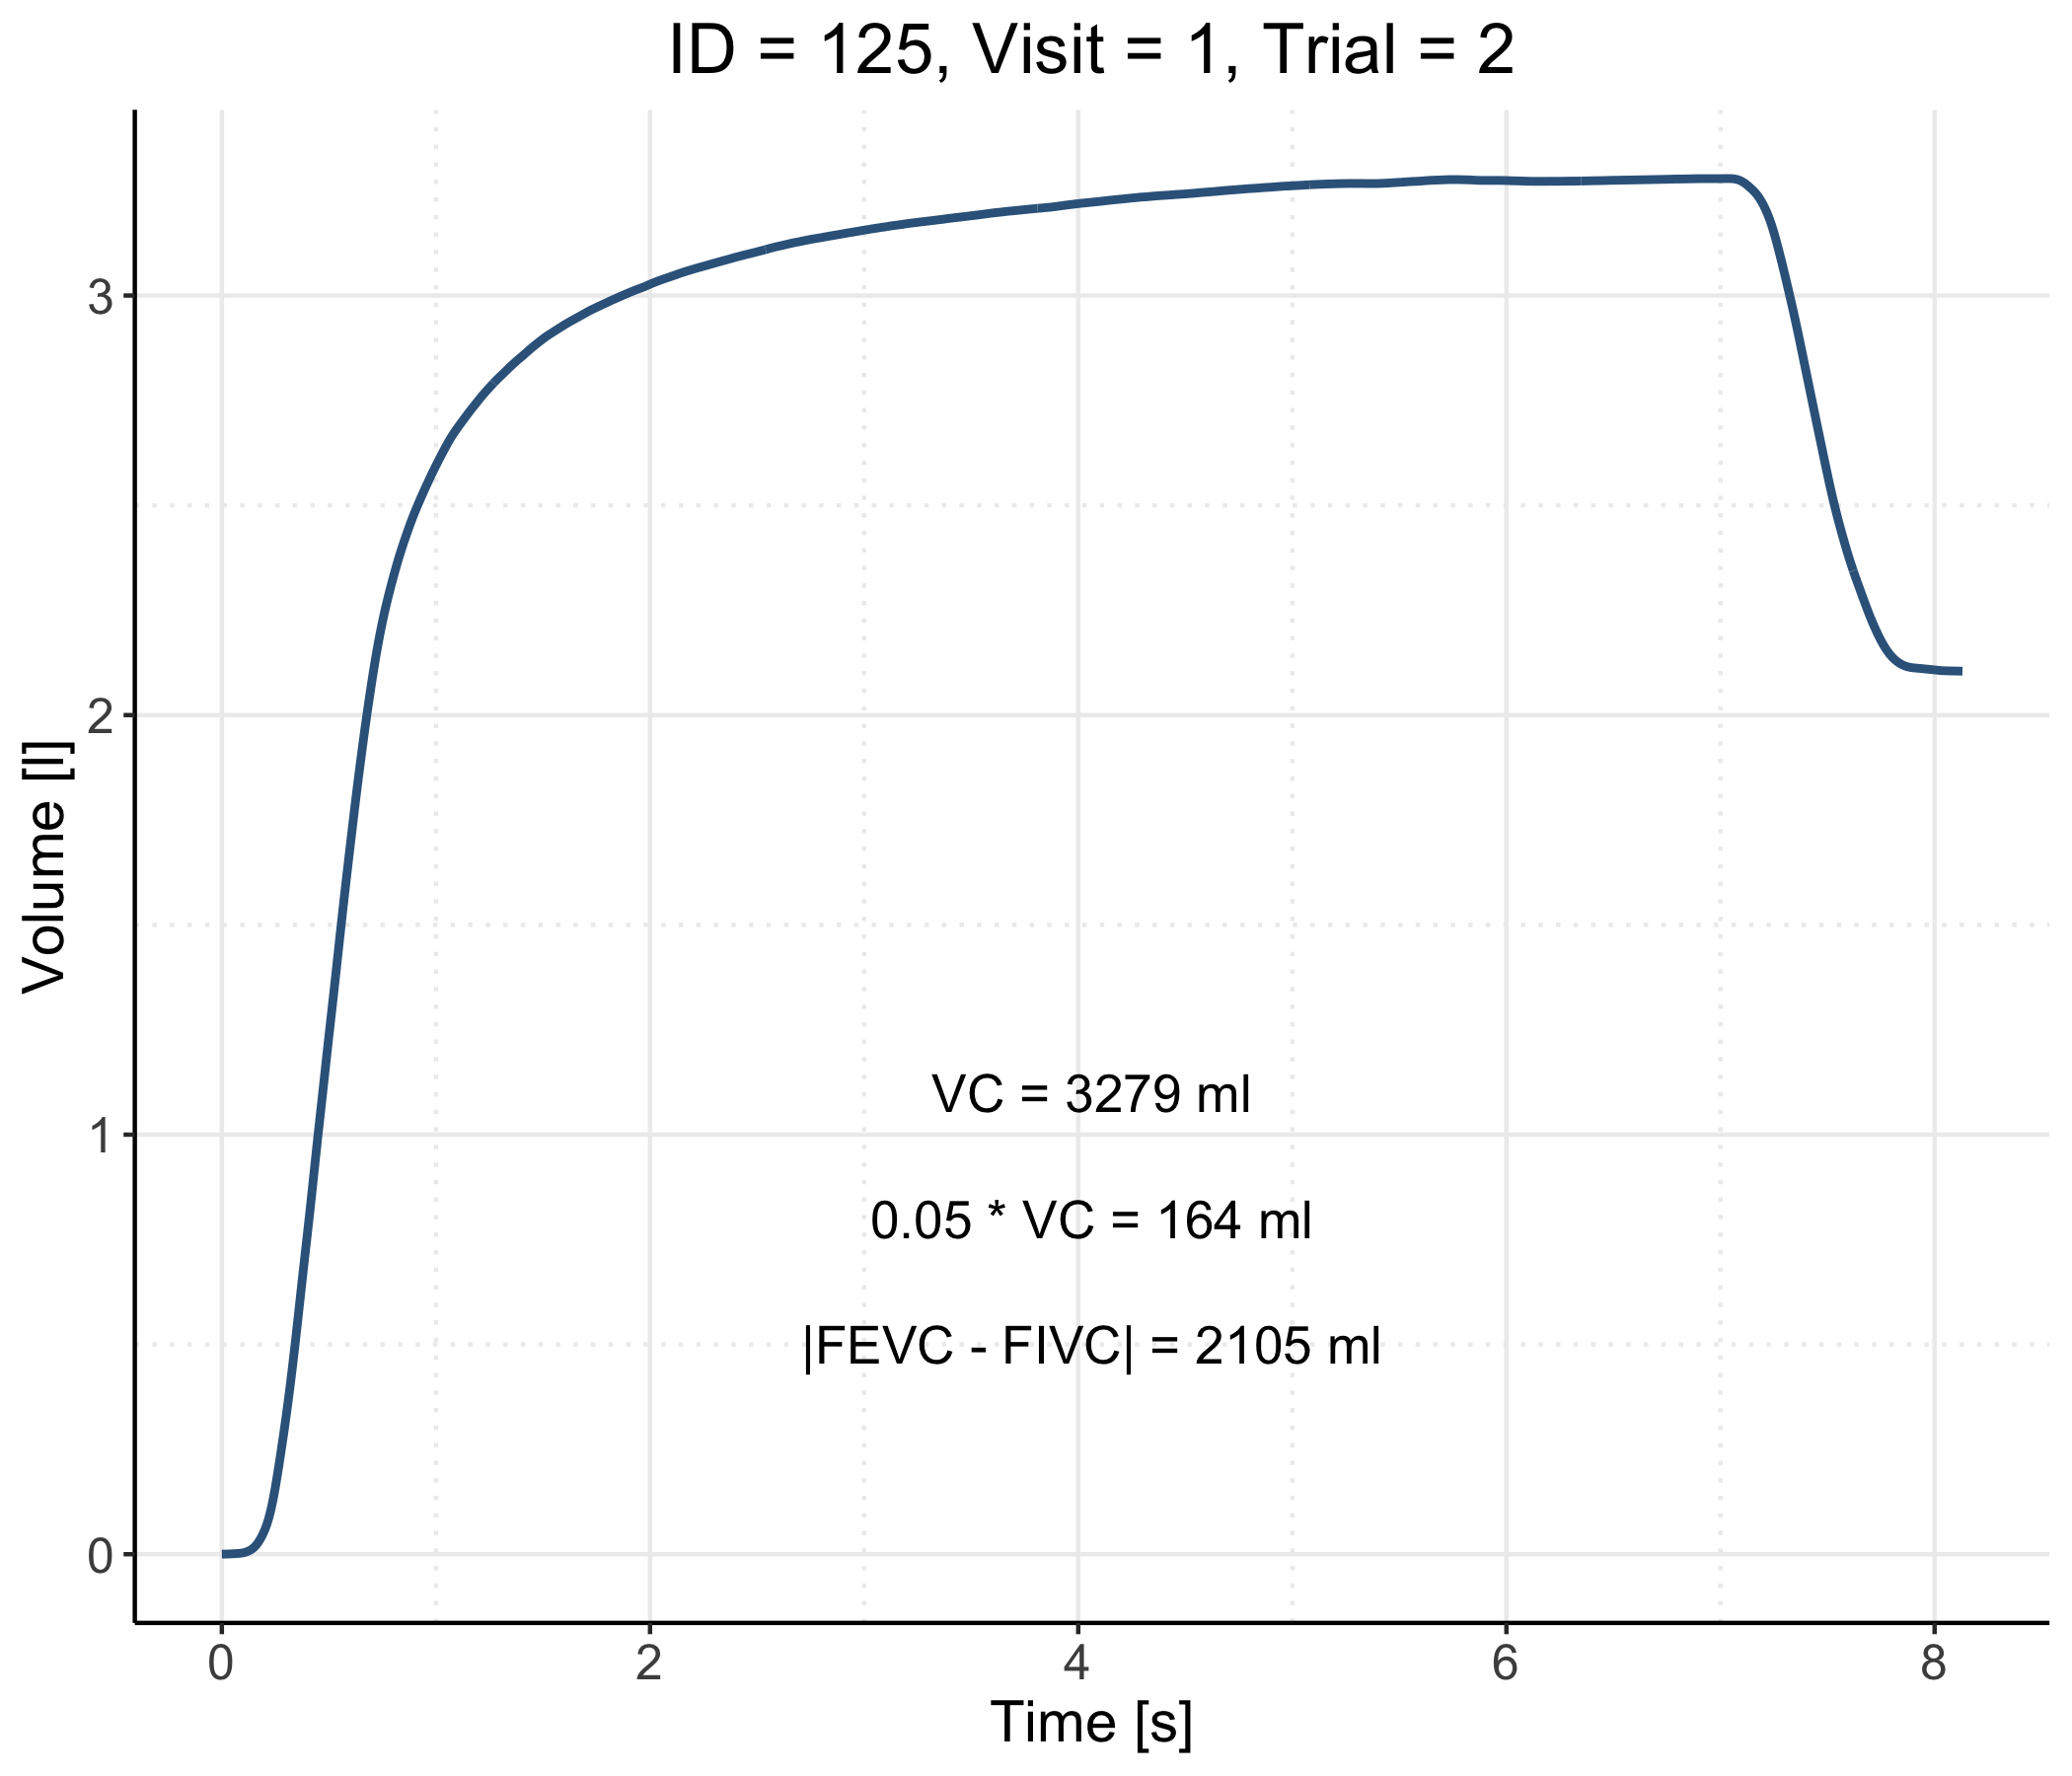 ID = 125, Visit = 1, Trial = 2
Volume [l]
3
2
1
0
VC = 3279 ml
0.05 * VC = 164 ml
|FEVC - FIVC| = 2105 ml
0 2 4 6 8
Time [s]